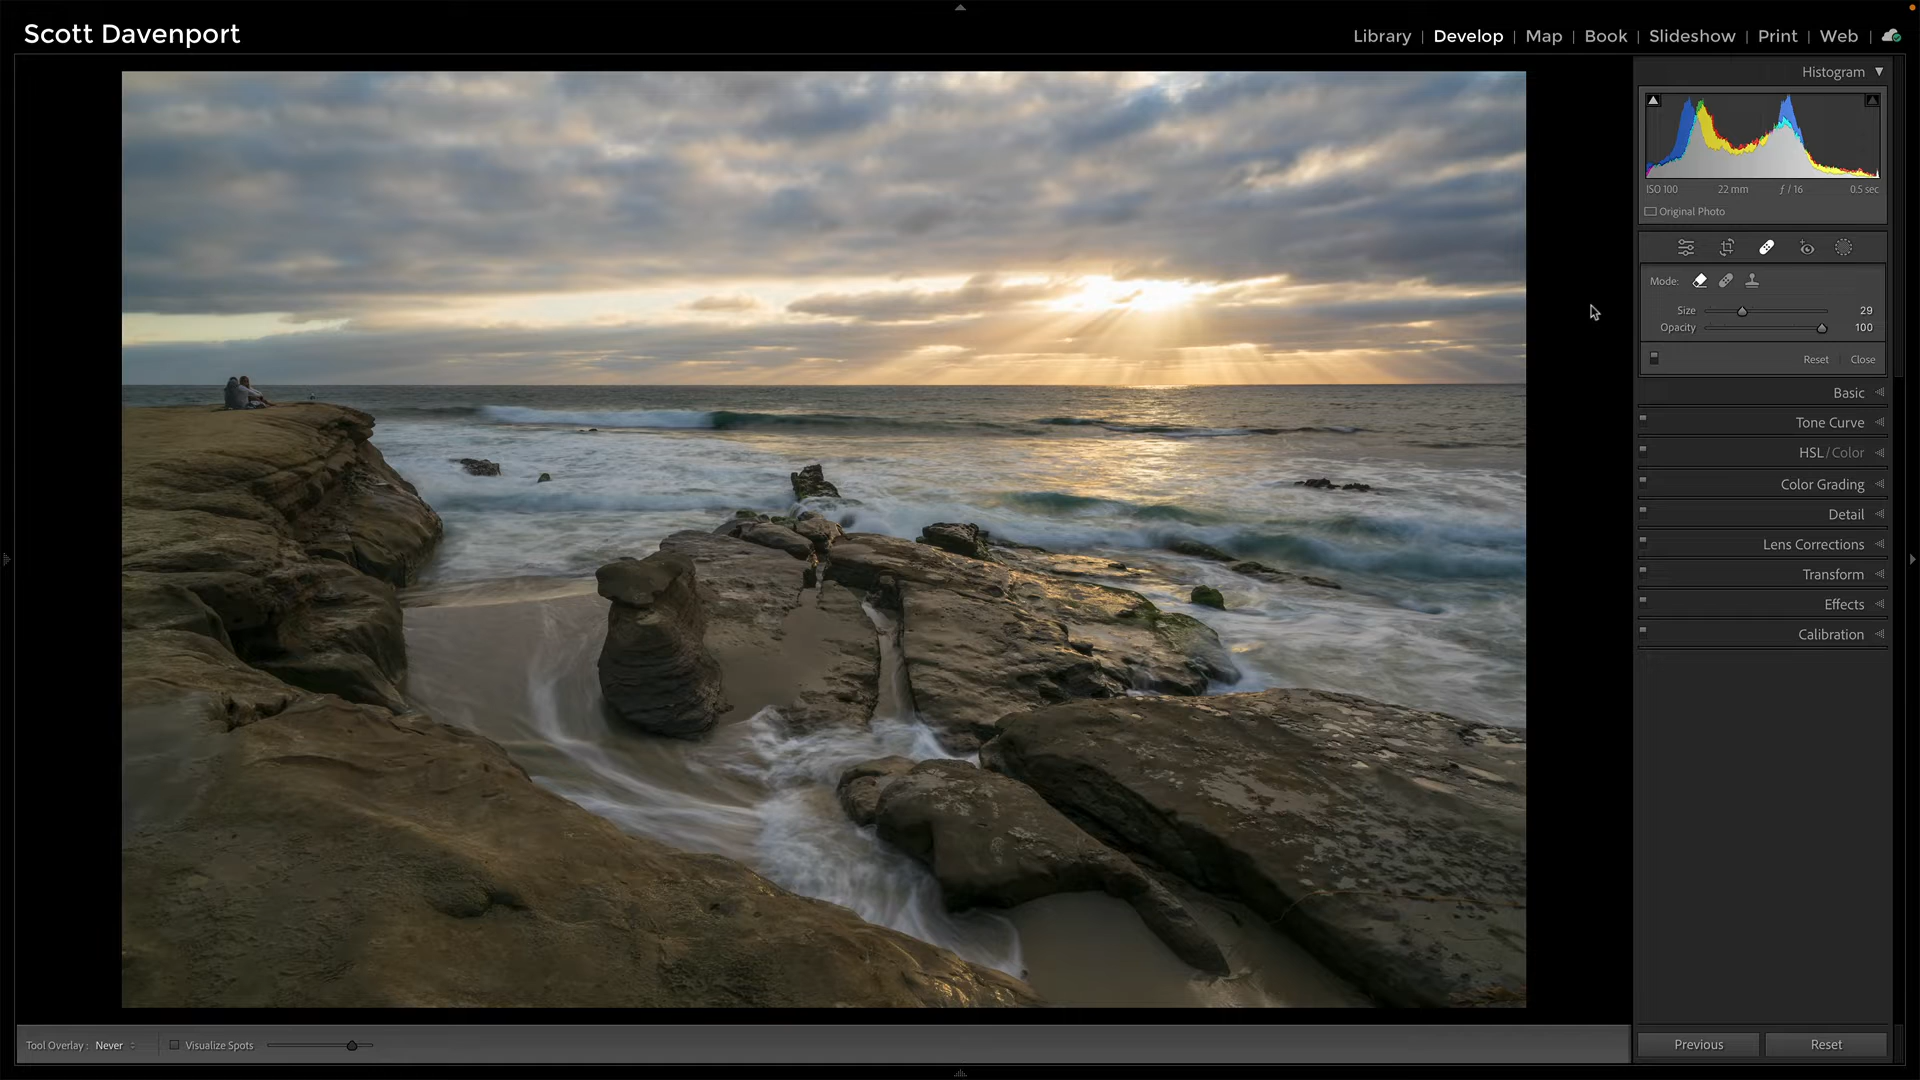 Scott Davenport
Library | Develop | Map | Book | Slideshow | Print | Web |
Histogram
ISO 100 22 mm ƒ / 16 0.5 sec
Original Photo
Mode:
Size 29
Opacity 100
Reset Close
Basic
Tone Curve
HSL / Color
Color Grading
Detail
Lens Corrections
Transform
Effects
Calibration
Tool Overlay : Never Visualize Spots
Previous Reset